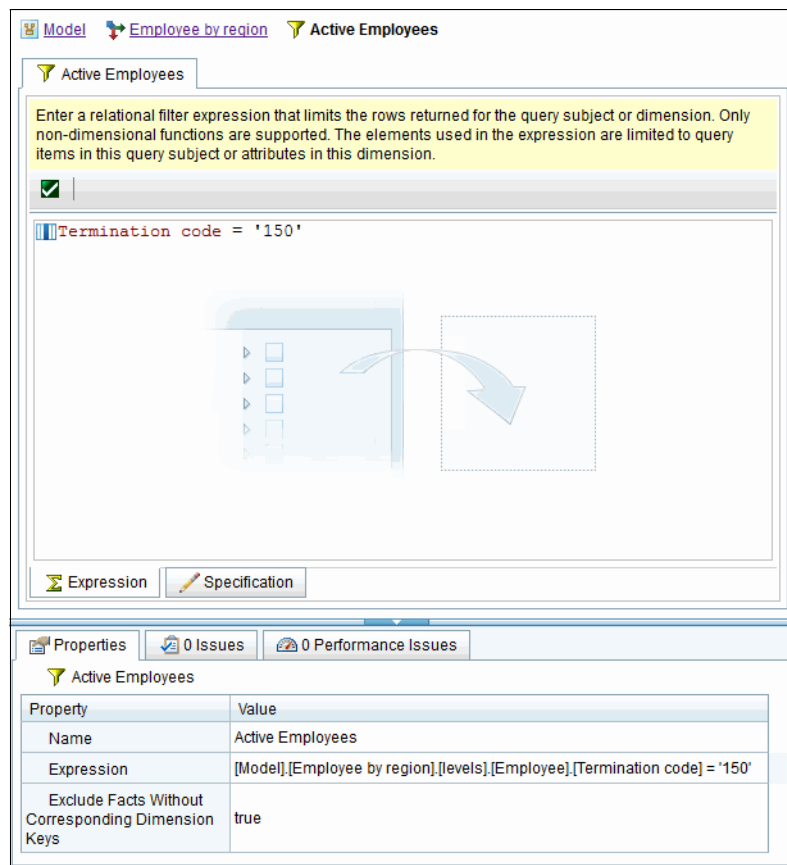 Model Employee by region Active Employees
Active Employees
Enter a relational filter expression that limits the rows returned for the query subject or dimension. Only
non-dimensional functions are supported. The elements used in the expression are limited to query
items in this query subject or attributes in this dimension.
Termination code = '150'
Expression Specification
Properties 0 Issues 0 Performance Issues
Active Employees
Property Value
Name Active Employees
Expression [Model].[Employee by region].[levels].[Employee].[Termination code] = '150'
Exclude Facts Without
Corresponding Dimension true
Keys